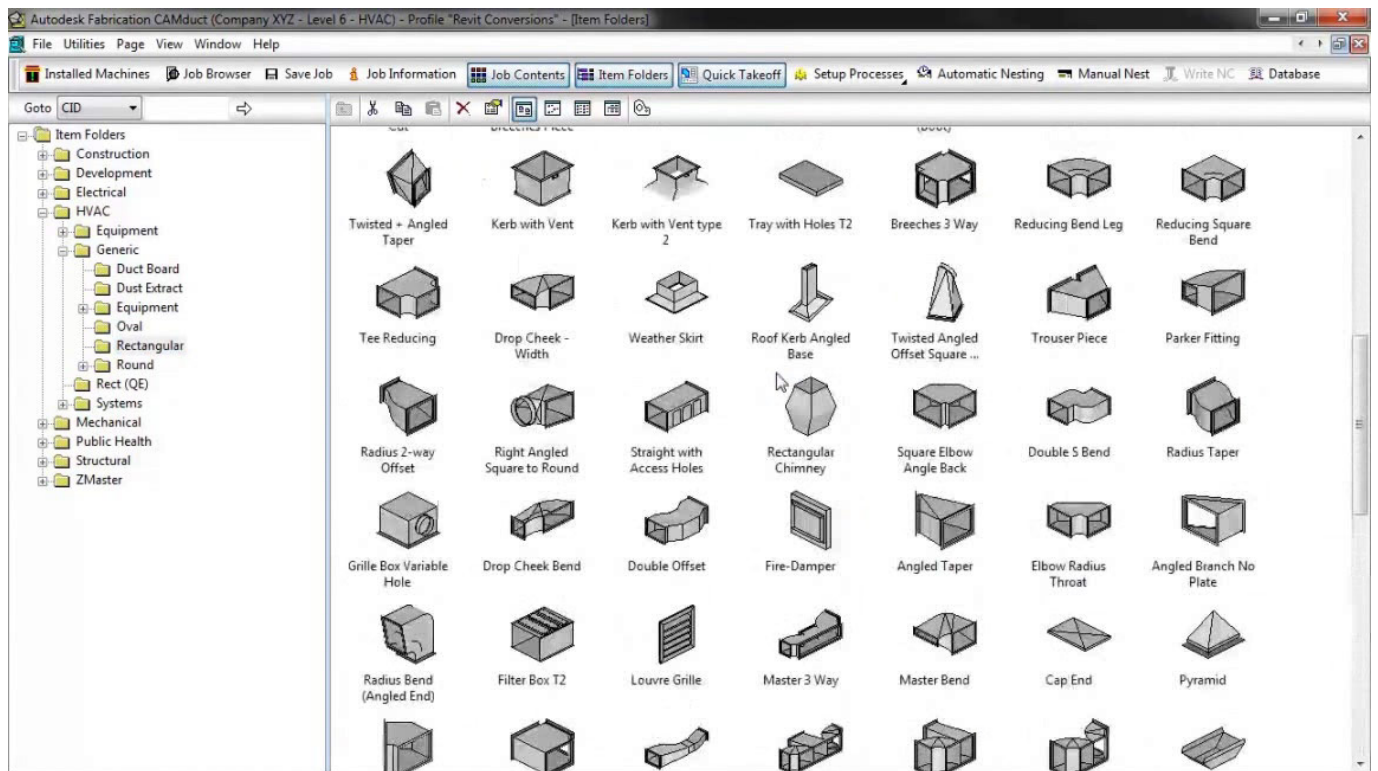 Autodesk Fabrication CAMduct (Company XYZ - Level 6 - HVAC) - Profile "Revit Conversions" - [Item Folders]
File Utilities Page View Window Help
Installed Machines Job Browser Save Job Job Information Job Contents Item Folders Quick Takeoff Setup Processes Automatic Nesting Manual Nest Write NC Database
Goto CID
Item Folders
Construction
Development
Electrical
HVAC
Equipment
Generic
Duct Board
Dust Extract
Equipment
Oval
Rectangular
Round
Rect (QE)
Systems
Mechanical
Public Health
Structural
ZMaster
Twisted + Angled
Taper
Kerb with Vent
Kerb with Vent type
2
Tray with Holes T2
Breeches 3 Way
Reducing Bend Leg
Reducing Square
Bend
Tee Reducing
Drop Cheek -
Width
Weather Skirt
Roof Kerb Angled
Base
Twisted Angled
Offset Square ...
Trouser Piece
Parker Fitting
Radius 2-way
Offset
Right Angled
Square to Round
Straight with
Access Holes
Rectangular
Chimney
Square Elbow
Angle Back
Double S Bend
Radius Taper
Grille Box Variable
Hole
Drop Cheek Bend
Double Offset
Fire-Damper
Angled Taper
Elbow Radius
Throat
Angled Branch No
Plate
Radius Bend
(Angled End)
Filter Box T2
Louvre Grille
Master 3 Way
Master Bend
Cap End
Pyramid